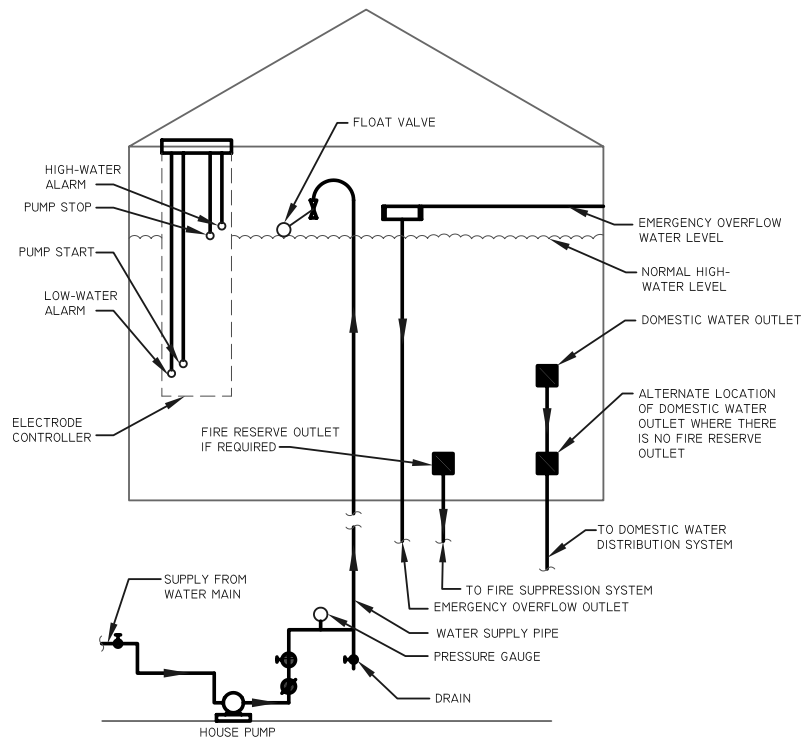 FLOAT VALVE
HIGH-WATER
ALARM
PUMP STOP
PUMP START
LOW-WATER
ALARM
ELECTRODE
CONTROLLER
EMERGENCY OVERFLOW
WATER LEVEL
NORMAL HIGH-
WATER LEVEL
DOMESTIC WATER OUTLET
ALTERNATE LOCATION
OF DOMESTIC WATER
OUTLET WHERE THERE
IS NO FIRE RESERVE
OUTLET
FIRE RESERVE OUTLET
IF REQUIRED
TO DOMESTIC WATER
DISTRIBUTION SYSTEM
TO FIRE SUPPRESSION SYSTEM
EMERGENCY OVERFLOW OUTLET
SUPPLY FROM
WATER MAIN
WATER SUPPLY PIPE
PRESSURE GAUGE
DRAIN
HOUSE PUMP